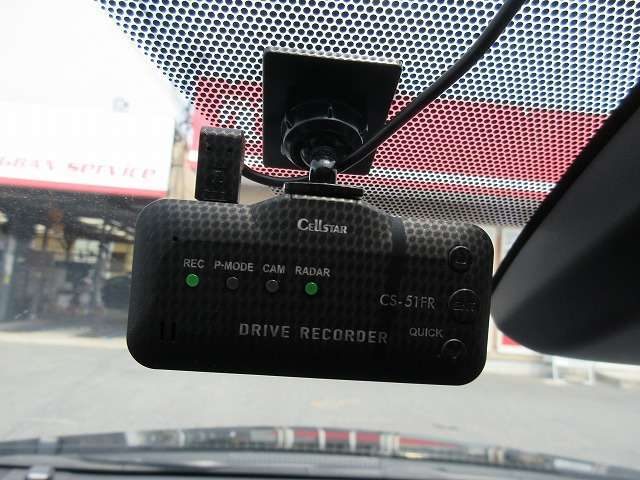 service
CELLSTAR
REC P-MODE CAM RADAR
CS-51FR
DRIVE RECORDER
QUICK